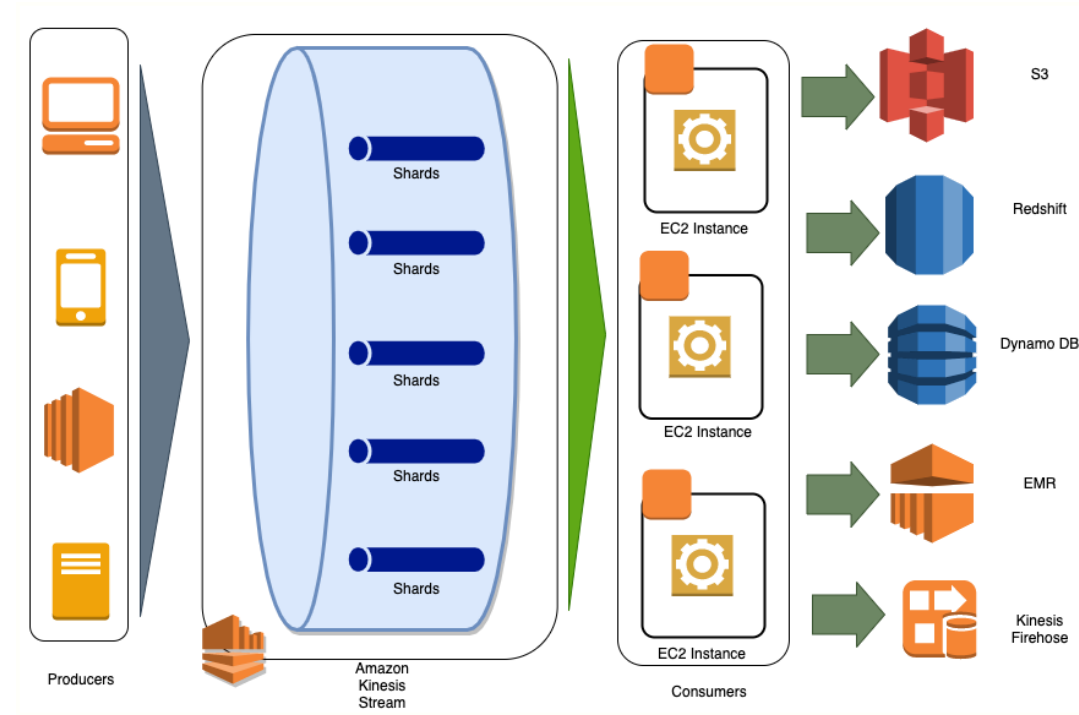 Producers
Shards
Shards
Shards
Shards
Shards
Amazon
Kinesis
Stream
EC2 Instance
EC2 Instance
EC2 Instance
Consumers
S3
Redshift
Dynamo DB
EMR
Kinesis
Firehose